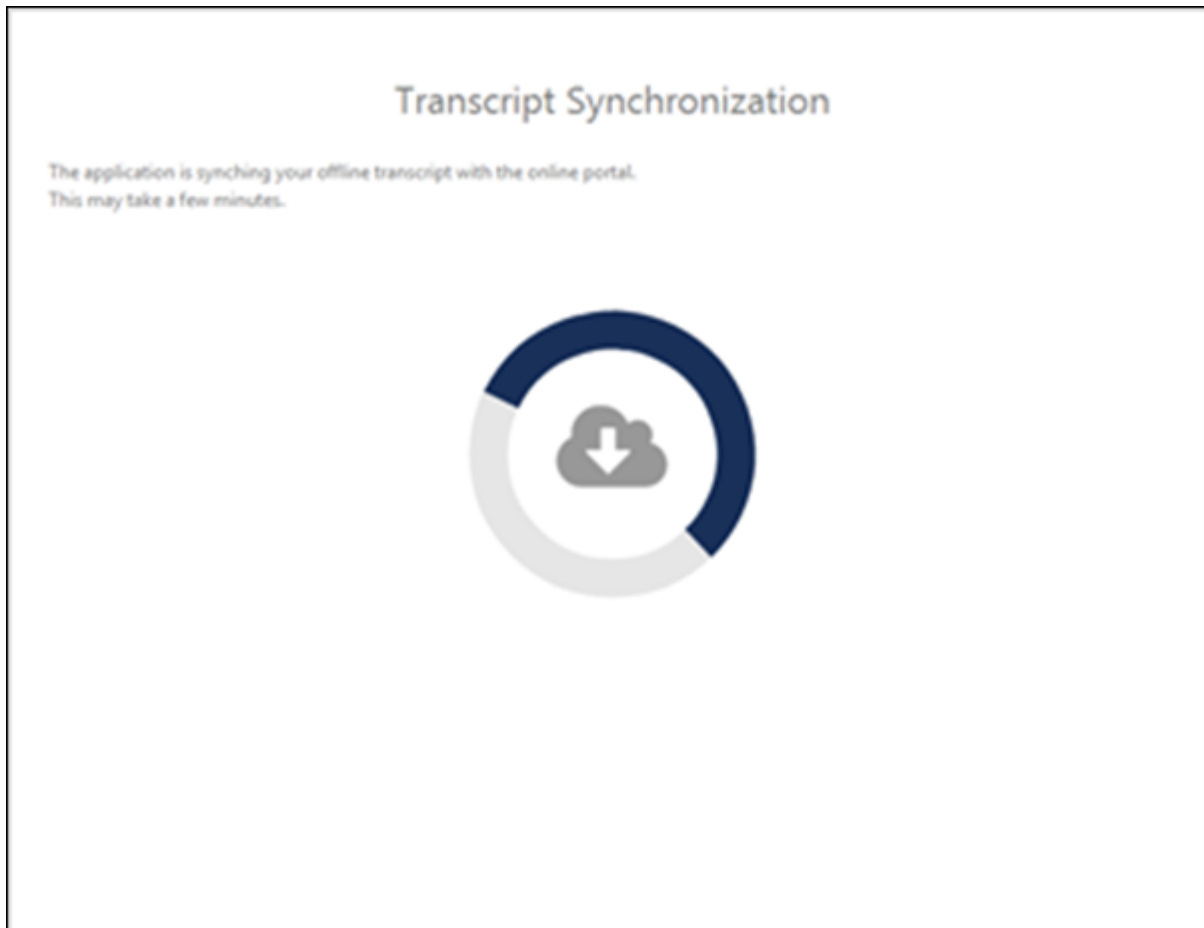 Transcript Synchronization
The application is synching your offline transcript with the online portal.
This may take a few minutes.